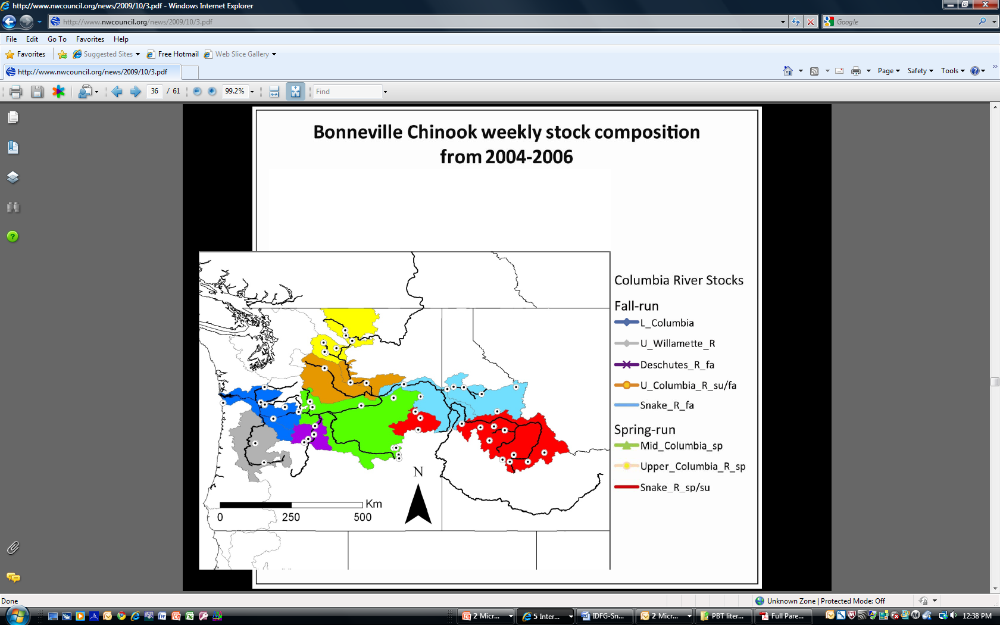 http://www.nwcouncil.org/news/2009/10/3.pdf - Windows Internet Explorer
http://www.nwcouncil.org/news/2009/10/3.pdf
Google
File Edit Go To Favorites Help
Favorites Suggested Sites Free Hotmail Web Slice Gallery
http://www.nwcouncil.org/news/2009/10/3.pdf
Page Safety Tools
36 / 61 99.2% Find
Bonneville Chinook weekly stock composition
from 2004-2006
Columbia River Stocks
Fall-run
L_Columbia
U_Willamette_R
Deschutes_R_fa
U_Columbia_R_su/fa
Snake_R_fa
Spring-run
Mid_Columbia_sp
Upper_Columbia_R_sp
Snake_R_sp/su
N
Km
0 250 500
Done
Unknown Zone | Protected Mode: Off
2 Micr... 5 Inter... IDFG-Sn... 2 Micr... PBT liter... Full Pare... 12:38 PM